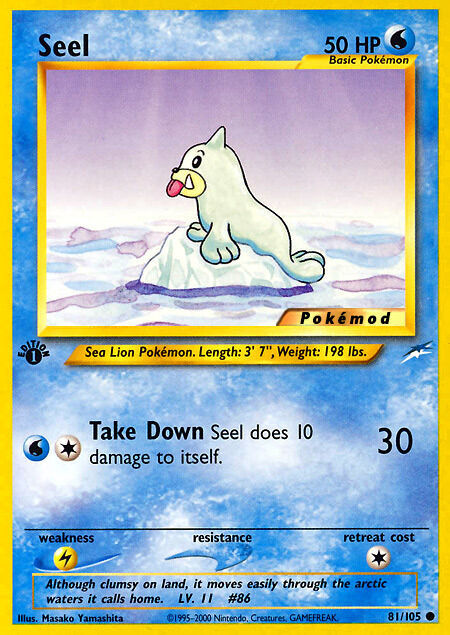 Seel 50 HP
Basic Pokémon
Pokémod
EDITION 1
Sea Lion Pokémon. Length: 3' 7", Weight: 198 lbs.
Take Down Seel does 10 30
damage to itself.
weakness resistance retreat cost
Although clumsy on land, it moves easily through the arctic
waters it calls home. LV. 11 #86
Illus. Masako Yamashita ©1995-2000 Nintendo, Creatures, GAMEFREAK. 81/105